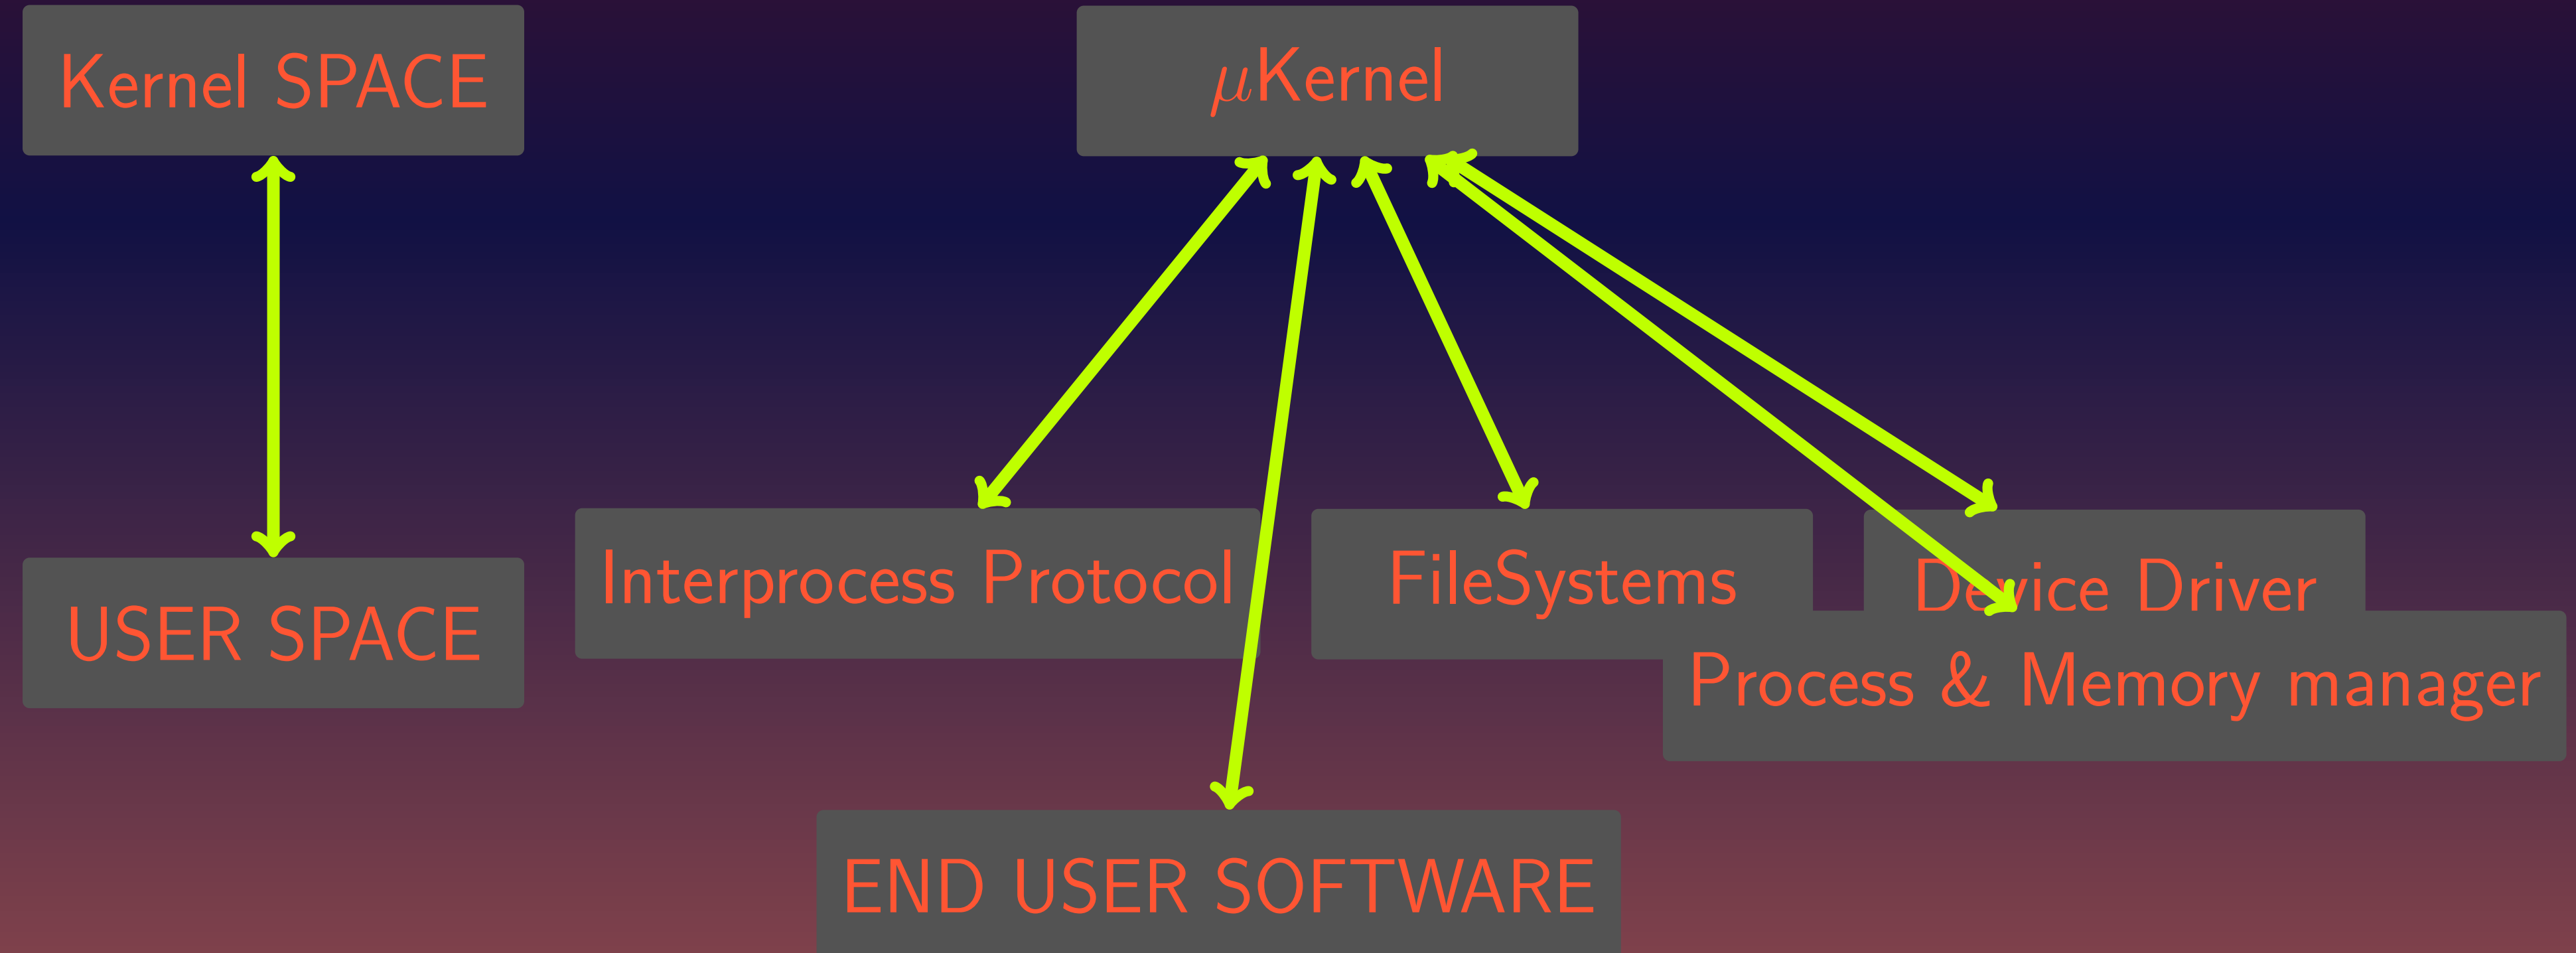 Kernel SPACE
μKernel
Interprocess Protocol
FileSystems
Device Driver
USER SPACE
Process & Memory manager
END USER SOFTWARE